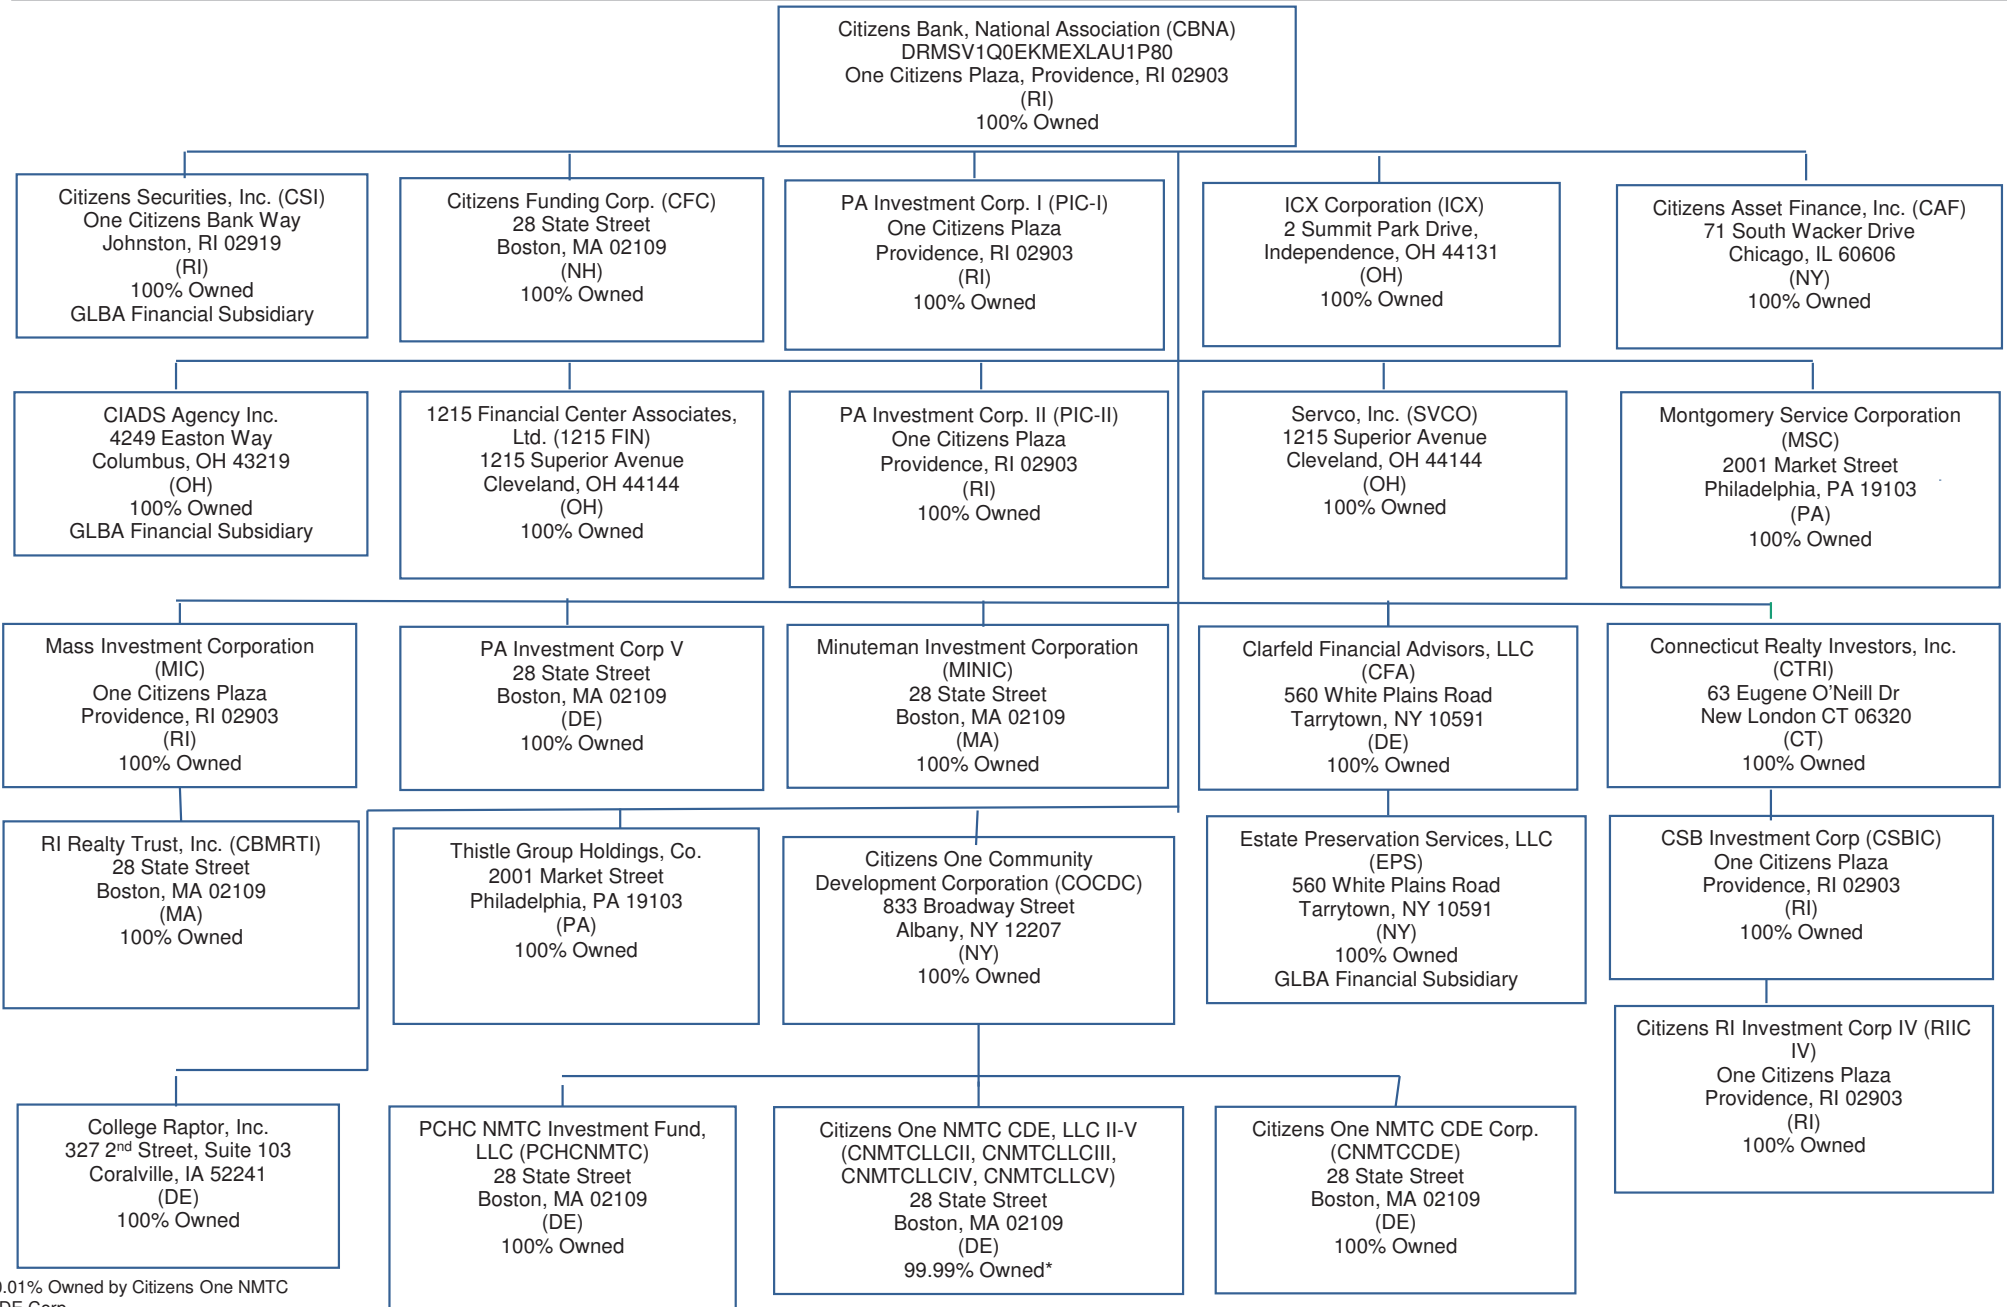 Citizens Bank, National Association (CBNA)
DRMSV1Q0EKMEXLAU1P80
One Citizens Plaza, Providence, RI 02903
(RI)
100% Owned
Citizens Securities, Inc. (CSI)
One Citizens Bank Way
Johnston, RI 02919
(RI)
100% Owned
GLBA Financial Subsidiary
Citizens Funding Corp. (CFC)
28 State Street
Boston, MA 02109
(NH)
100% Owned
PA Investment Corp. I (PIC-I)
One Citizens Plaza
Providence, RI 02903
(RI)
100% Owned
ICX Corporation (ICX)
2 Summit Park Drive,
Independence, OH 44131
(OH)
100% Owned
Citizens Asset Finance, Inc. (CAF)
71 South Wacker Drive
Chicago, IL 60606
(NY)
100% Owned
CIADS Agency Inc.
4249 Easton Way
Columbus, OH 43219
(OH)
100% Owned
GLBA Financial Subsidiary
1215 Financial Center Associates,
Ltd. (1215 FIN)
1215 Superior Avenue
Cleveland, OH 44144
(OH)
100% Owned
PA Investment Corp. II (PIC-II)
One Citizens Plaza
Providence, RI 02903
(RI)
100% Owned
Servco, Inc. (SVCO)
1215 Superior Avenue
Cleveland, OH 44144
(OH)
100% Owned
Montgomery Service Corporation
(MSC)
2001 Market Street
Philadelphia, PA 19103
(PA)
100% Owned
Mass Investment Corporation
(MIC)
One Citizens Plaza
Providence, RI 02903
(RI)
100% Owned
PA Investment Corp V
28 State Street
Boston, MA 02109
(DE)
100% Owned
Minuteman Investment Corporation
(MINIC)
28 State Street
Boston, MA 02109
(MA)
100% Owned
Clarfeld Financial Advisors, LLC
(CFA)
560 White Plains Road
Tarrytown, NY 10591
(DE)
100% Owned
Connecticut Realty Investors, Inc.
(CTRI)
63 Eugene O'Neill Dr
New London CT 06320
(CT)
100% Owned
RI Realty Trust, Inc. (CBMRTI)
28 State Street
Boston, MA 02109
(MA)
100% Owned
Thistle Group Holdings, Co.
2001 Market Street
Philadelphia, PA 19103
(PA)
100% Owned
Citizens One Community
Development Corporation (COCDC)
833 Broadway Street
Albany, NY 12207
(NY)
100% Owned
Estate Preservation Services, LLC
(EPS)
560 White Plains Road
Tarrytown, NY 10591
(NY)
100% Owned
GLBA Financial Subsidiary
CSB Investment Corp (CSBIC)
One Citizens Plaza
Providence, RI 02903
(RI)
100% Owned
Citizens RI Investment Corp IV (RIIC
IV)
One Citizens Plaza
Providence, RI 02903
(RI)
100% Owned
College Raptor, Inc.
327 2nd Street, Suite 103
Coralville, IA 52241
(DE)
100% Owned
PCHC NMTC Investment Fund,
LLC (PCHCNMTC)
28 State Street
Boston, MA 02109
(DE)
100% Owned
Citizens One NMTC CDE, LLC II-V
(CNMTCLLCII, CNMTCLLCIII,
CNMTCLLCIV, CNMTCLLCV)
28 State Street
Boston, MA 02109
(DE)
99.99% Owned*
Citizens One NMTC CDE Corp.
(CNMTCCDE)
28 State Street
Boston, MA 02109
(DE)
100% Owned
0.01% Owned by Citizens One NMTC